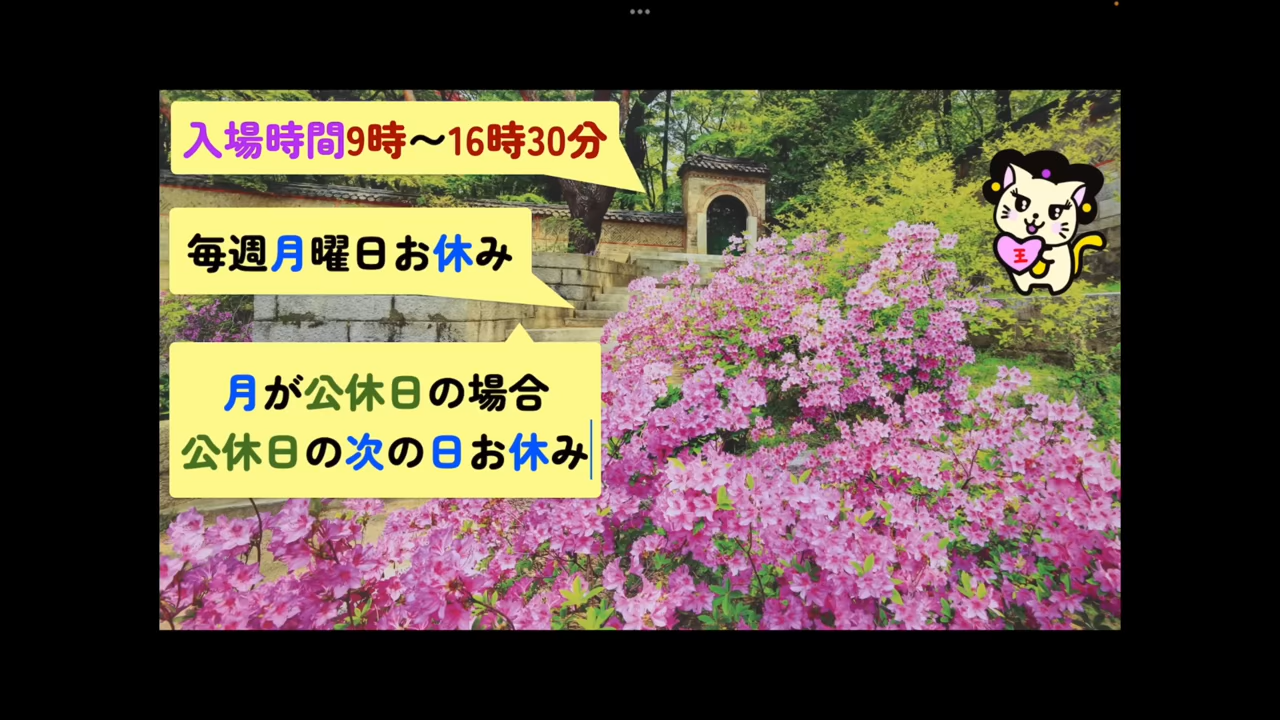 入場時間9時〜16時30分
毎週月曜日お休み
月が公休日の場合
公休日の次の日お休み
王